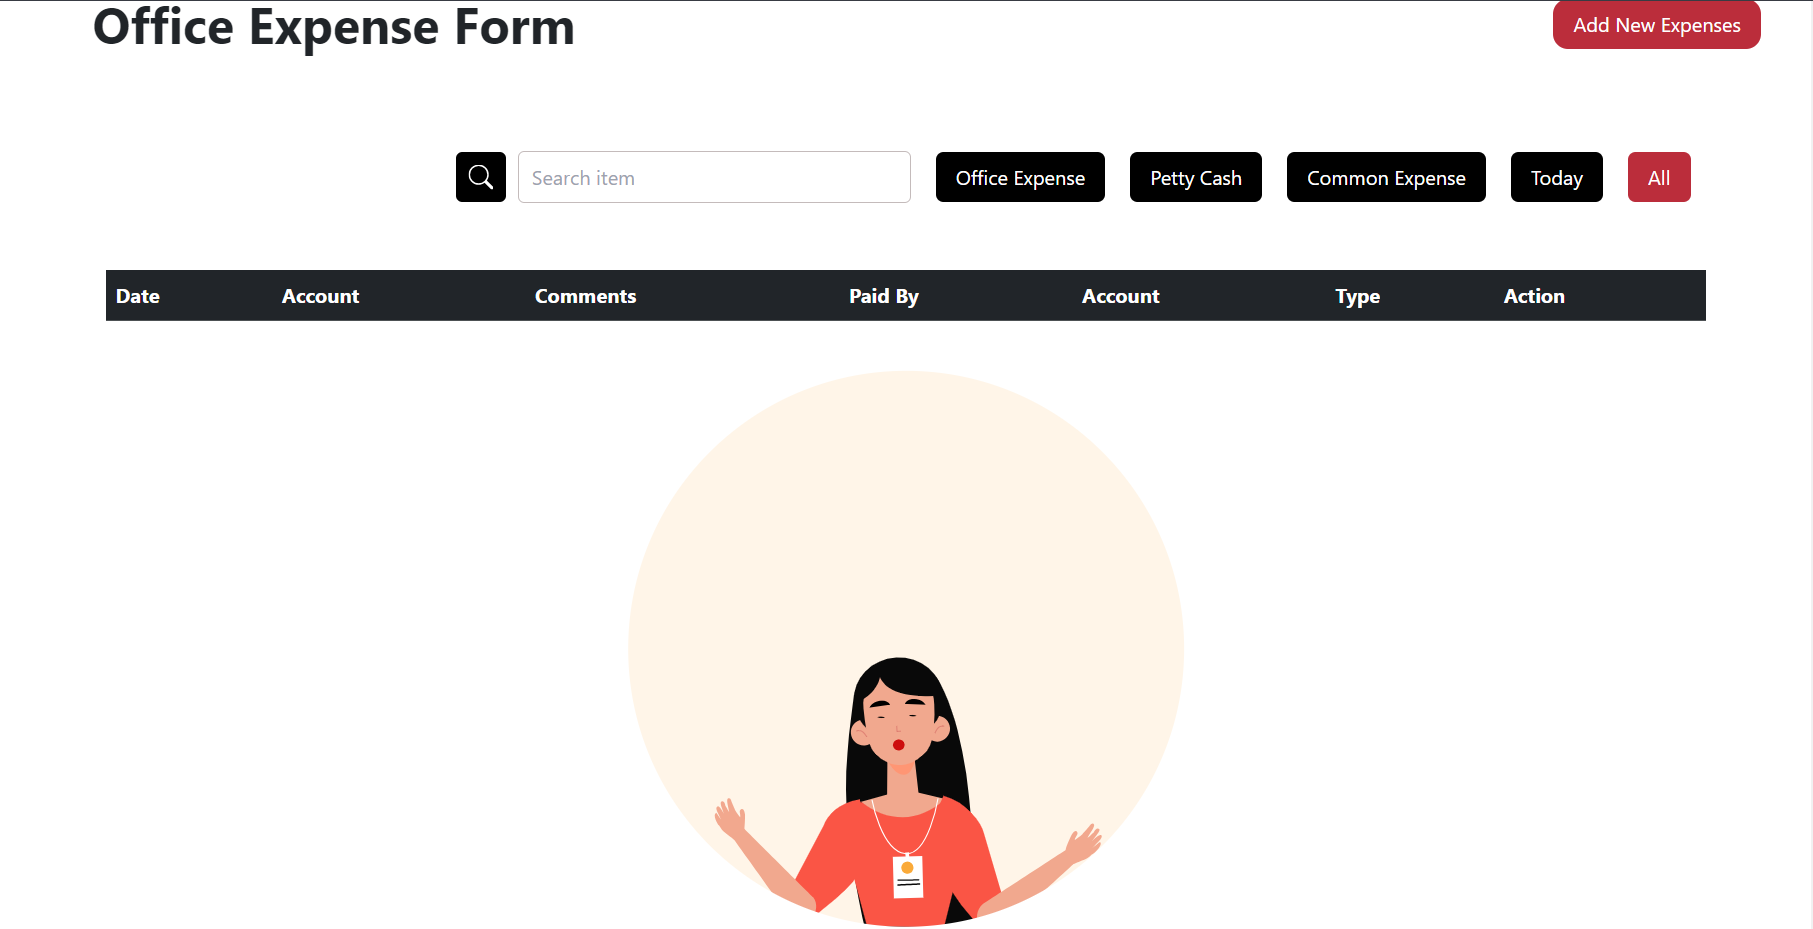 Office Expense Form
Add New Expenses
Search item
Office Expense
Petty Cash
Common Expense
Today
All
Date Account Comments Paid By Account Type Action